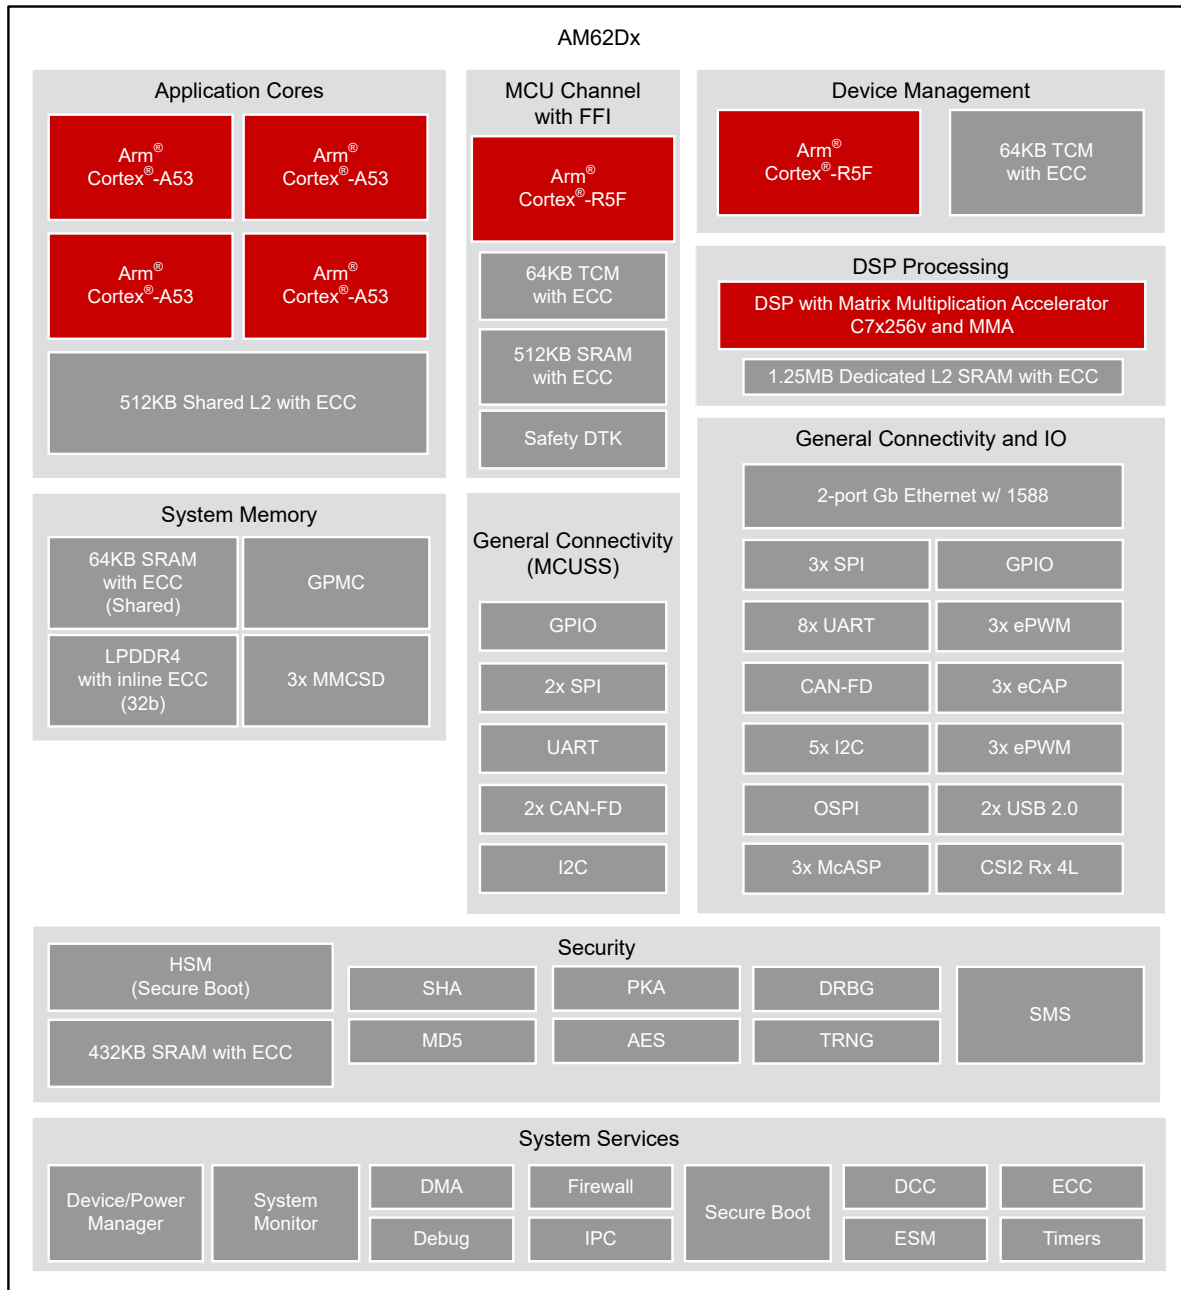 AM62Dx
Application Cores
Arm®
Cortex®-A53
Arm®
Cortex®-A53
Arm®
Cortex®-A53
Arm®
Cortex®-A53
512KB Shared L2 with ECC
MCU Channel
with FFI
Arm®
Cortex®-R5F
64KB TCM
with ECC
512KB SRAM
with ECC
Safety DTK
Device Management
Arm®
Cortex®-R5F
64KB TCM
with ECC
DSP Processing
DSP with Matrix Multiplication Accelerator
C7x256v and MMA
1.25MB Dedicated L2 SRAM with ECC
System Memory
64KB SRAM
with ECC
(Shared)
GPMC
LPDDR4
with inline ECC
(32b)
3x MMCSD
General Connectivity
(MCUSS)
GPIO
2x SPI
UART
2x CAN-FD
I2C
General Connectivity and IO
2-port Gb Ethernet w/ 1588
3x SPI
GPIO
8x UART
3x ePWM
CAN-FD
3x eCAP
5x I2C
3x ePWM
OSPI
2x USB 2.0
3x McASP
CSI2 Rx 4L
Security
HSM
(Secure Boot)
432KB SRAM with ECC
SHA
PKA
DRBG
MD5
AES
TRNG
SMS
System Services
Device/Power
Manager
System
Monitor
DMA
Firewall
Debug
IPC
Secure Boot
DCC
ECC
ESM
Timers